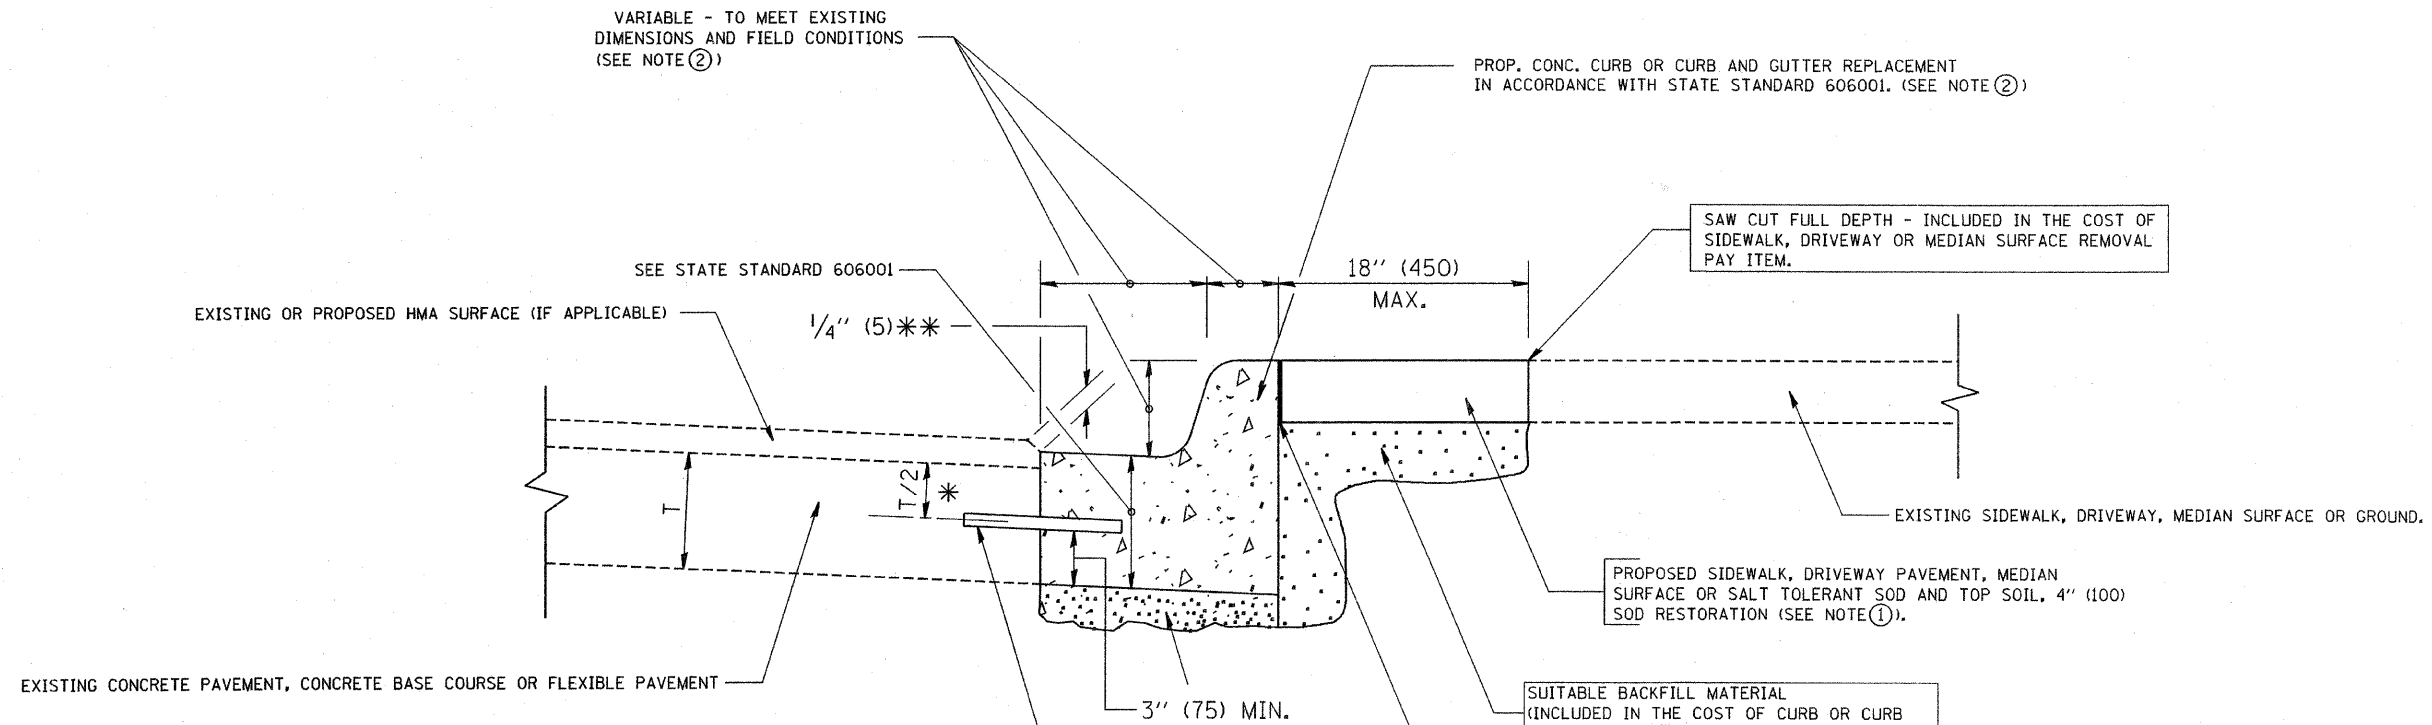 VARIABLE - TO MEET EXISTING
DIMENSIONS AND FIELD CONDITIONS
(SEE NOTE ②)
PROP. CONC. CURB OR CURB AND GUTTER REPLACEMENT
IN ACCORDANCE WITH STATE STANDARD 606001. (SEE NOTE ②)
SAW CUT FULL DEPTH - INCLUDED IN THE COST OF
SIDEWALK, DRIVEWAY OR MEDIAN SURFACE REMOVAL
PAY ITEM.
SEE STATE STANDARD 606001
18'' (450)
MAX.
EXISTING OR PROPOSED HMA SURFACE (IF APPLICABLE)
1/4'' (5)**
T
T/2
*
EXISTING SIDEWALK, DRIVEWAY, MEDIAN SURFACE OR GROUND.
PROPOSED SIDEWALK, DRIVEWAY PAVEMENT, MEDIAN
SURFACE OR SALT TOLERANT SOD AND TOP SOIL, 4'' (100)
SOD RESTORATION (SEE NOTE ①).
EXISTING CONCRETE PAVEMENT, CONCRETE BASE COURSE OR FLEXIBLE PAVEMENT
3'' (75) MIN.
SUITABLE BACKFILL MATERIAL
(INCLUDED IN THE COST OF CURB OR CURB